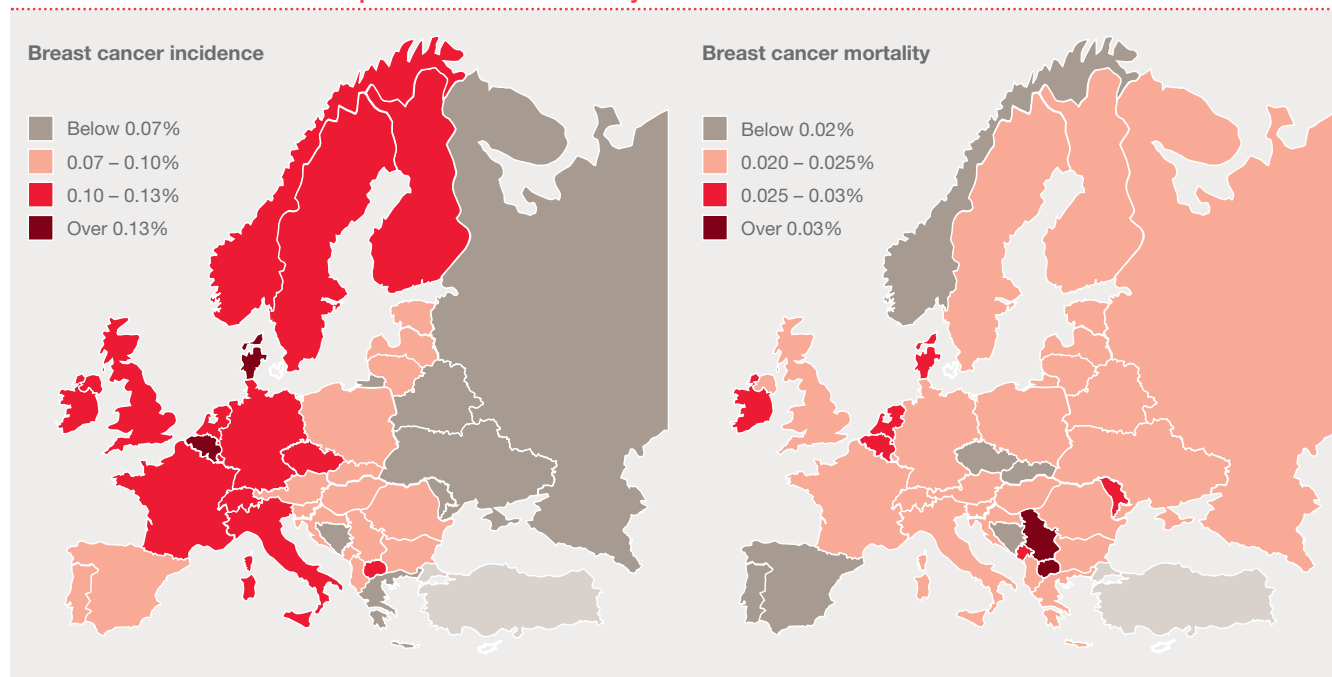 Breast cancer incidence
Below 0.07%
0.07 – 0.10%
0.10 – 0.13%
Over 0.13%
Breast cancer mortality
Below 0.02%
0.020 – 0.025%
0.025 – 0.03%
Over 0.03%